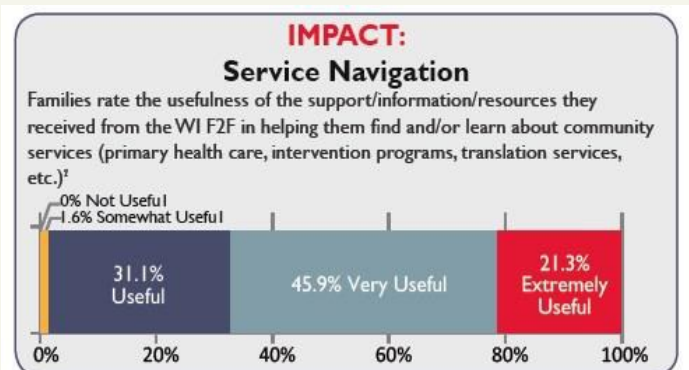 IMPACT:
Service Navigation
Families rate the usefulness of the support/information/resources they
received from the WI F2F in helping them find and/or learn about community
services (primary health care, intervention programs, translation services,
etc.)²
0% Not Useful
1.6% Somewhat Useful
31.1%
Useful
45.9% Very Useful
21.3%
Extremely
Useful
0% 20% 40% 60% 80% 100%